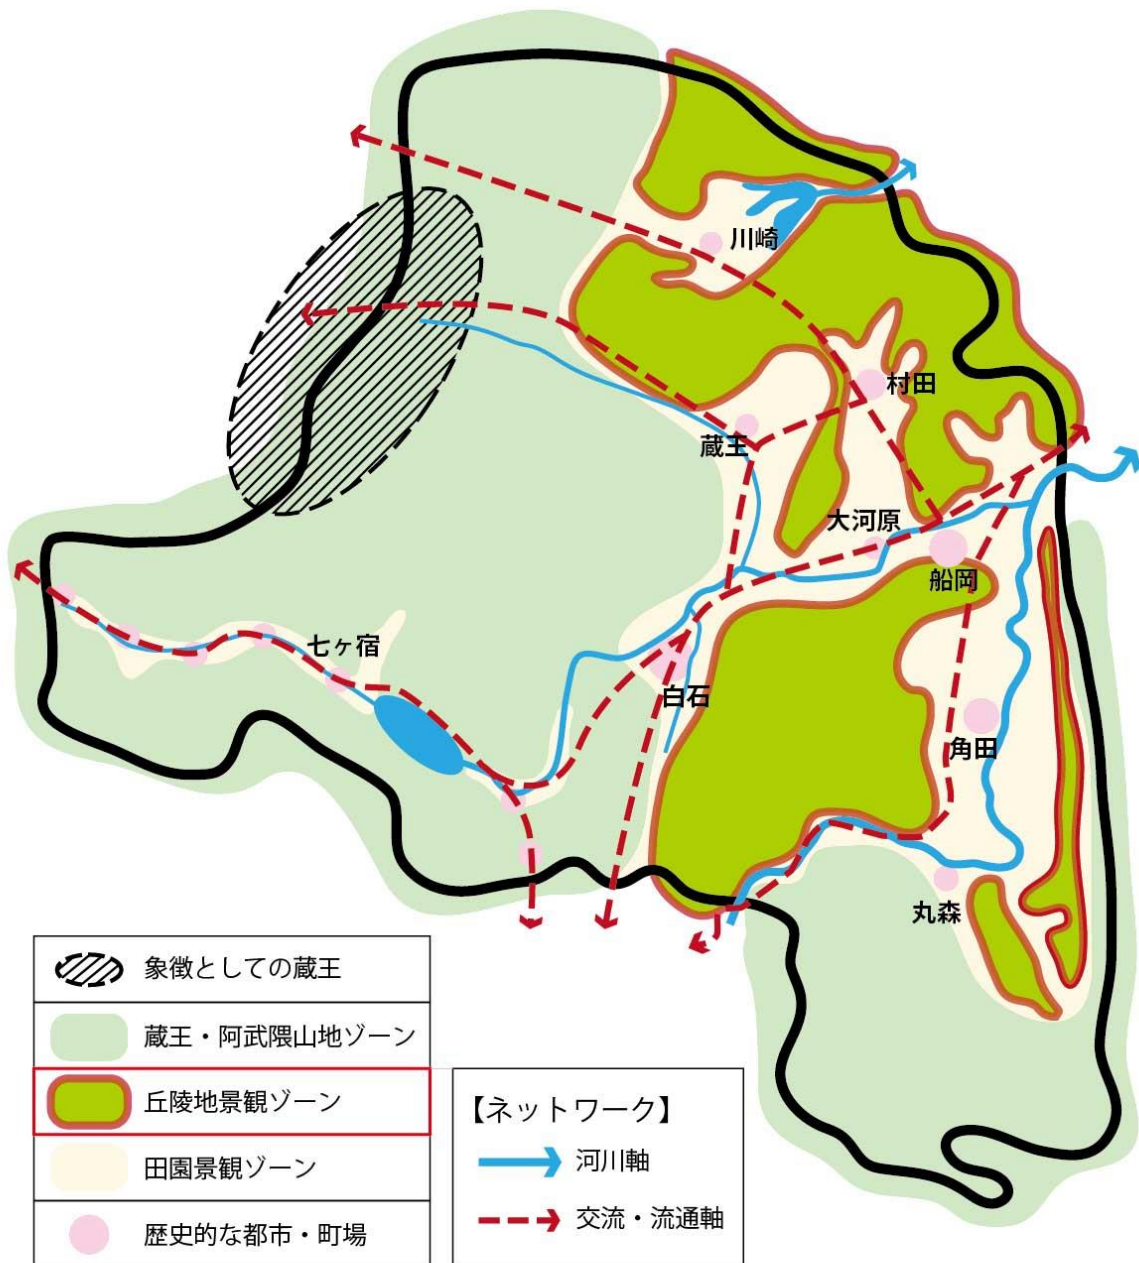 川崎
村田
蔵王
大河原
船岡
七ヶ宿
白石
角田
丸森
象徴としての蔵王
蔵王・阿武隈山地ゾーン
丘陵地景観ゾーン
田園景観ゾーン
歴史的な都市・町場
【ネットワーク】
河川軸
交流・流通軸